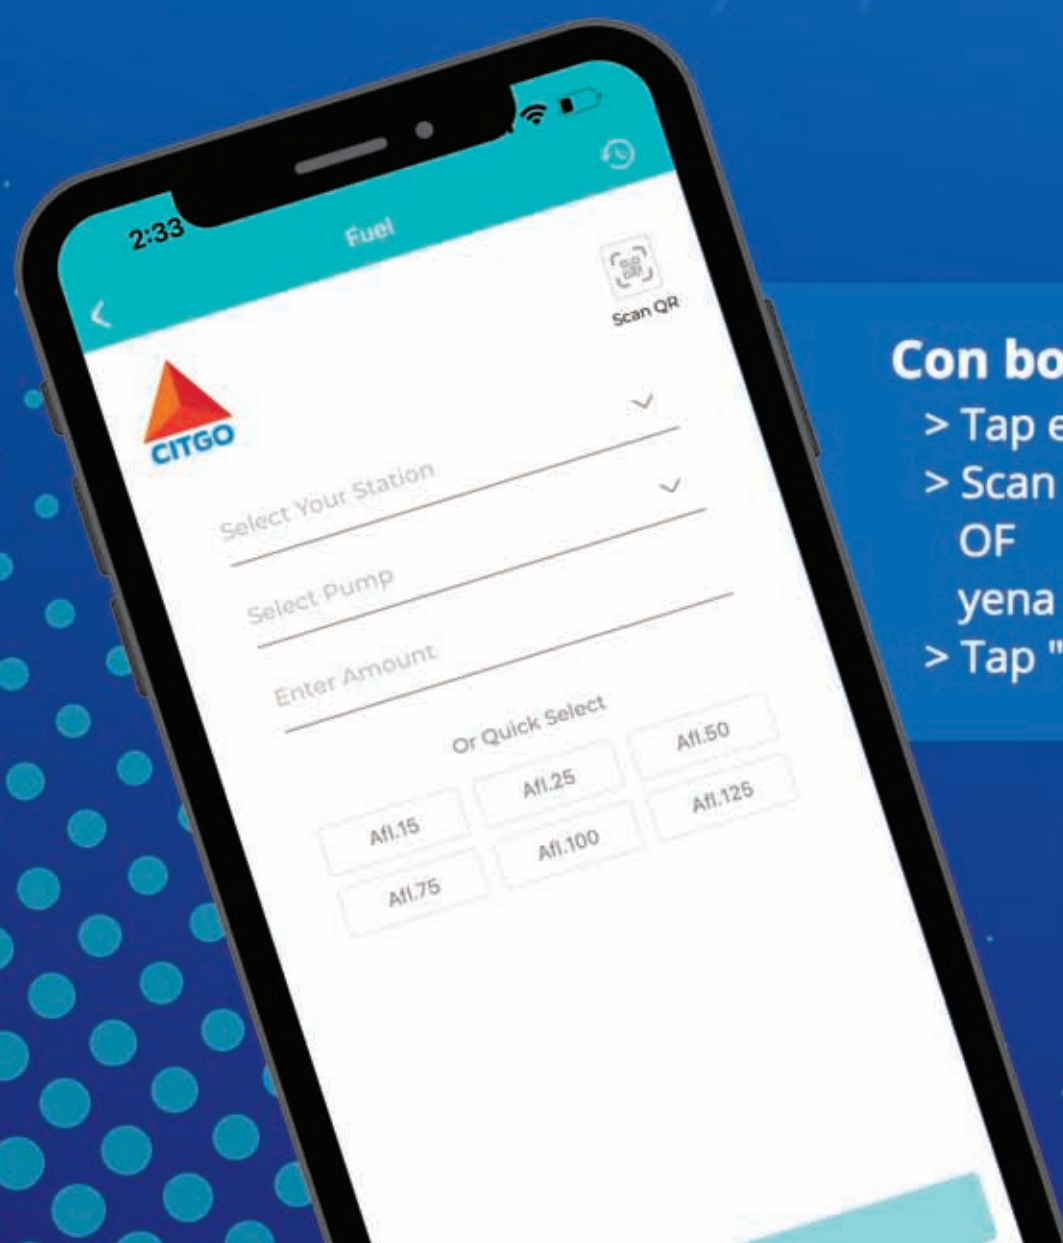 2:33
Fuel
Scan QR
CITGO
Select Your Station
Select Pump
Enter Amount
Or Quick Select
Afl.15
Afl.25
Afl.50
Afl.75
Afl.100
Afl.125
Con bo
> Tap e
> Scan
OF
yena
> Tap "